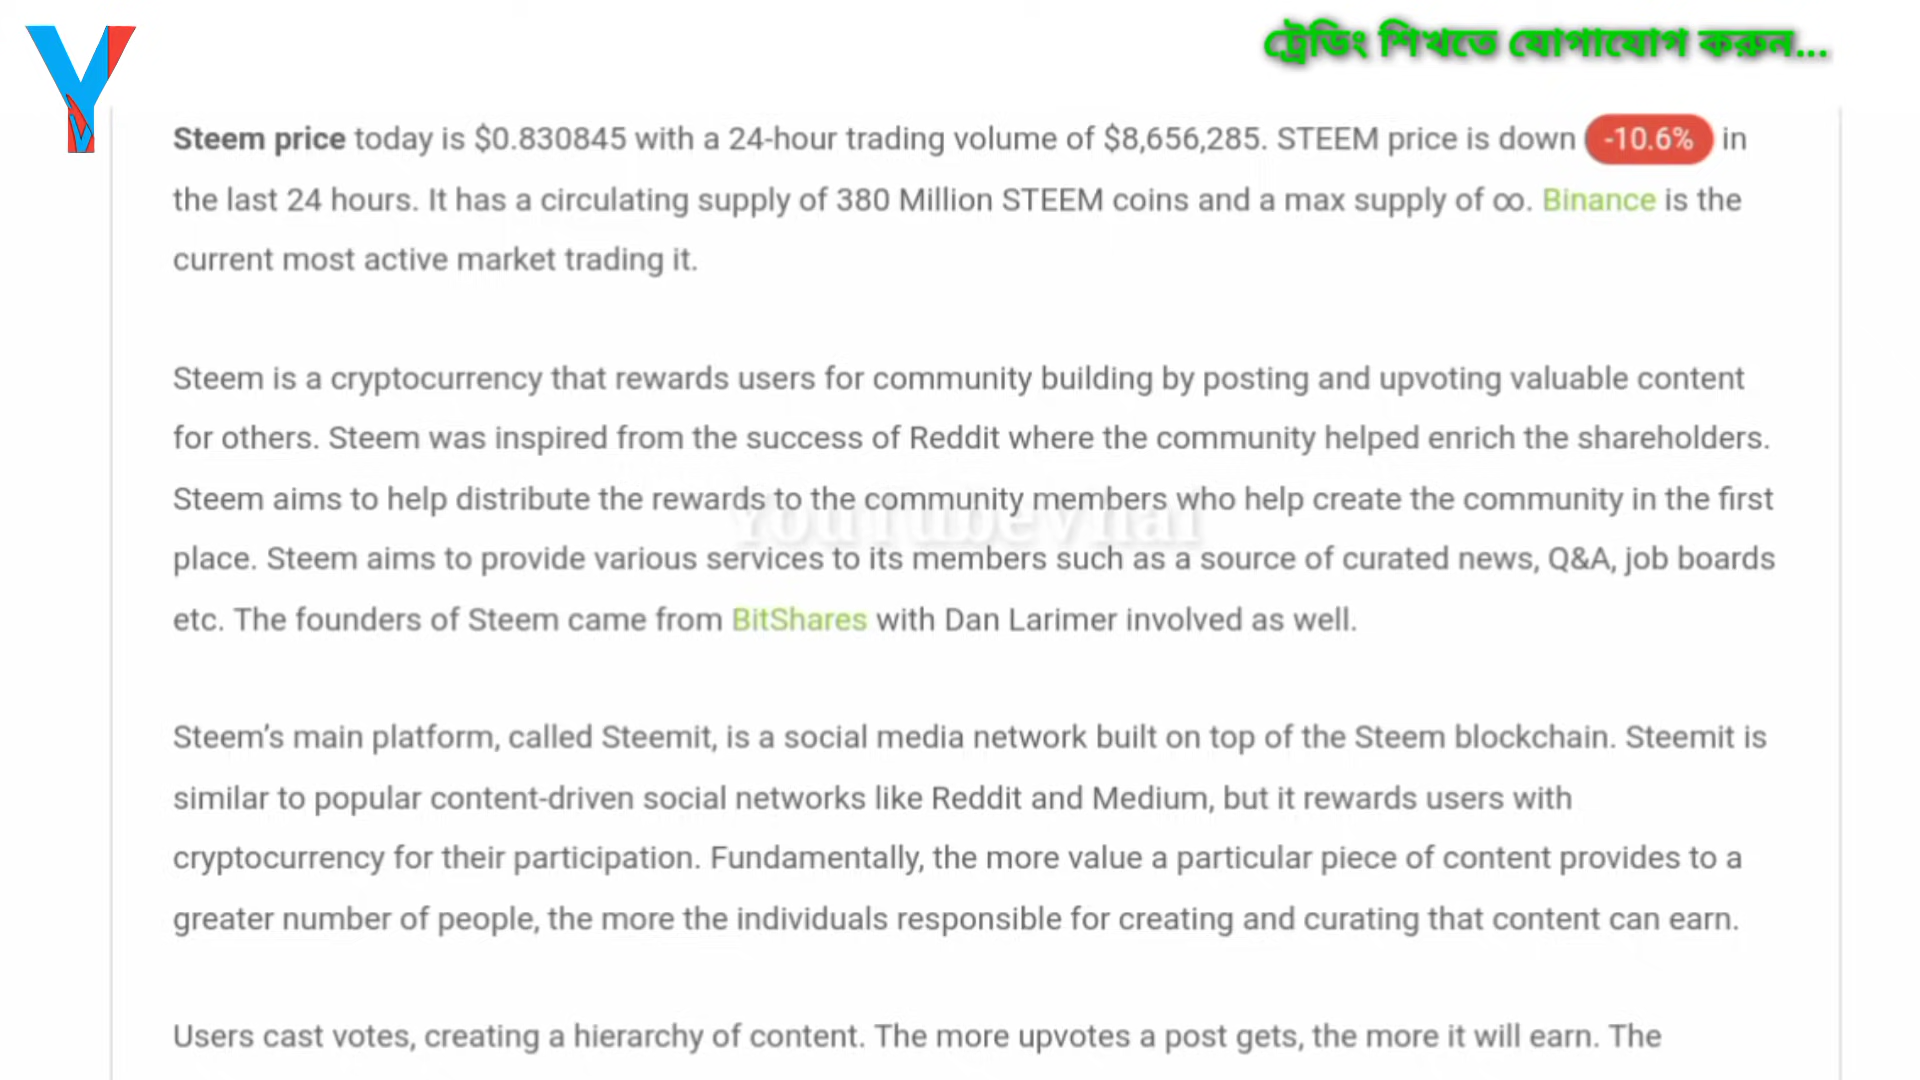 ট্রেডিং শিখতে যোগাযোগ করুন...
Steem price today is $0.830845 with a 24-hour trading volume of $8,656,285. STEEM price is down -10.6% in
the last 24 hours. It has a circulating supply of 380 Million STEEM coins and a max supply of ∞. Binance is the
current most active market trading it.
Steem is a cryptocurrency that rewards users for community building by posting and upvoting valuable content
for others. Steem was inspired from the success of Reddit where the community helped enrich the shareholders.
Steem aims to help distribute the rewards to the community members who help create the community in the first
YouTubeVhai
place. Steem aims to provide various services to its members such as a source of curated news, Q&A, job boards
etc. The founders of Steem came from BitShares with Dan Larimer involved as well.
Steem’s main platform, called Steemit, is a social media network built on top of the Steem blockchain. Steemit is
similar to popular content-driven social networks like Reddit and Medium, but it rewards users with
cryptocurrency for their participation. Fundamentally, the more value a particular piece of content provides to a
greater number of people, the more the individuals responsible for creating and curating that content can earn.
Users cast votes, creating a hierarchy of content. The more upvotes a post gets, the more it will earn. The